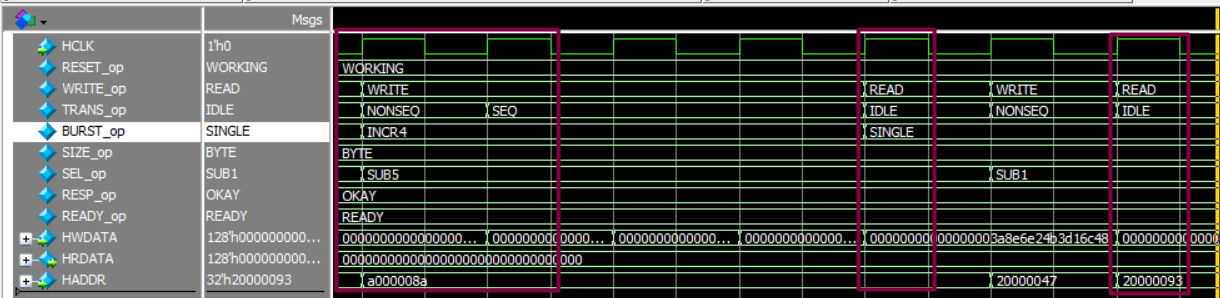 Msgs
HCLK 1'h0
RESET_op WORKING WORKING
WRITE_op READ WRITE READ WRITE READ
TRANS_op IDLE NONSEQ SEQ IDLE NONSEQ IDLE
BURST_op SINGLE INCR4 SINGLE
SIZE_op BYTE BYTE
SEL_op SUB1 SUB5 SUB1
RESP_op OKAY OKAY
READY_op READY READY
HWDATA 128'h000000000... 0000000000000000... 0000000000000... 0000000000000... 0000000000000... 00000000000000003a8e6e24b3d16c48 0000000000000
HRDATA 128'h000000000... 00000000000000000000000000000000
HADDR 32'h20000093 a000008a 20000047 20000093